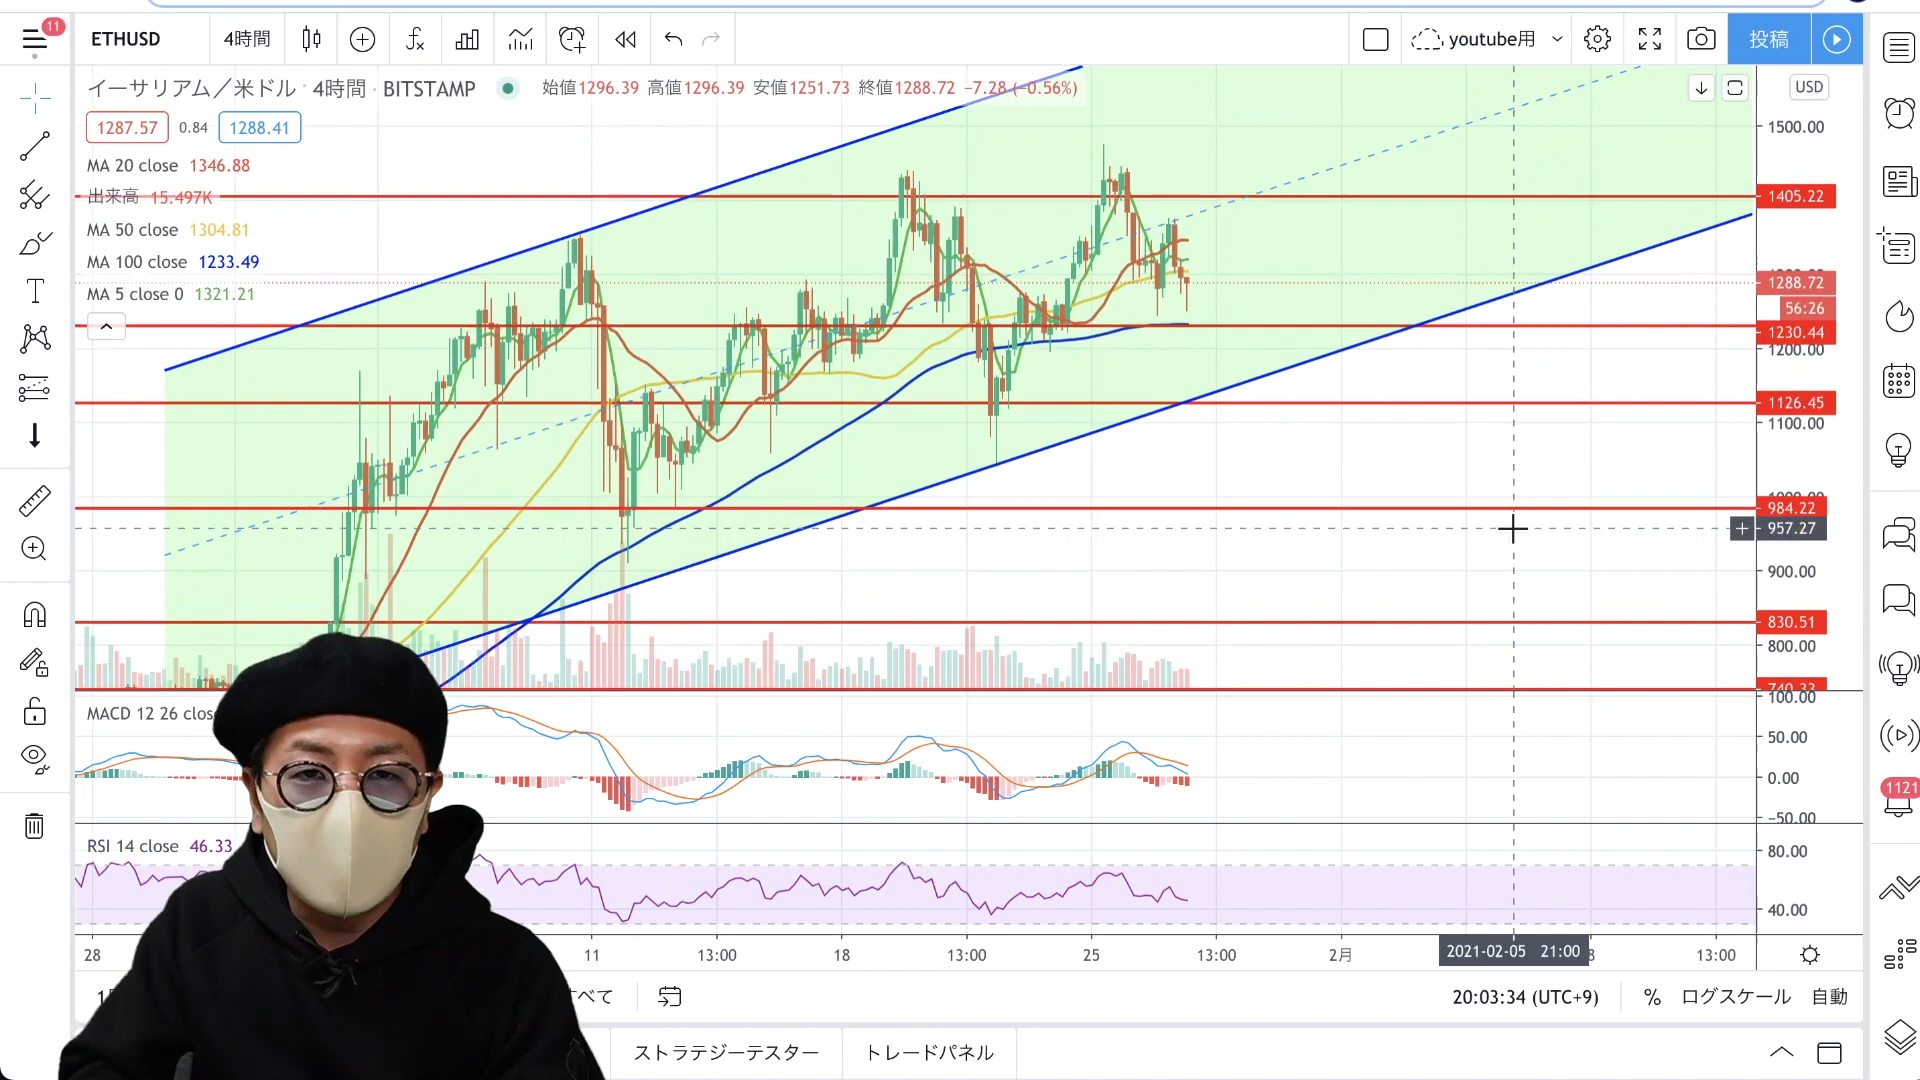 11
ETHUSD
4時間
youtube用
投稿
イーサリアム／米ドル · 4時間 · BITSTAMP
始値1296.39 高値1296.39 安値1251.73 終値1288.72 −7.28 (−0.56%)
USD
1287.57 0.84 1288.41
1500.00
MA 20 close 1346.88
出来高 15.497K
1405.22
MA 50 close 1304.81
MA 100 close 1233.49
1288.72
MA 5 close 0 1321.21
56:26
1230.44
1200.00
1126.45
1100.00
984.22
957.27
900.00
830.51
800.00
740.33
100.00
MACD 12 26 clos
50.00
0.00
1121
−50.00
RSI 14 close 46.33
80.00
40.00
28
11
13:00
18
13:00
25
13:00
2月
2021-02-05 21:00
13:00
べて
20:03:34 (UTC+9)
%
ログスケール
自動
ストラテジーテスター
トレードパネル